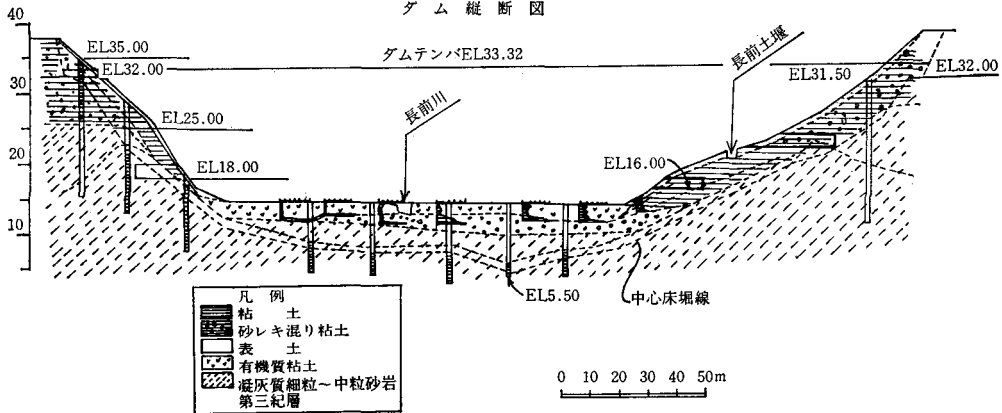 ダム縦断図
40
EL35.00
ダムテンバEL33.32
長前土堰
EL32.00
EL31.50
EL32.00
30
長前川
EL25.00
20
EL18.00
EL16.00
10
EL5.50
中心床堀線
凡例
粘土
砂レキ混り粘土
表土
有機質粘土
凝灰質細粒~中粒砂岩
第三紀層
0 10 20 30 40 50m